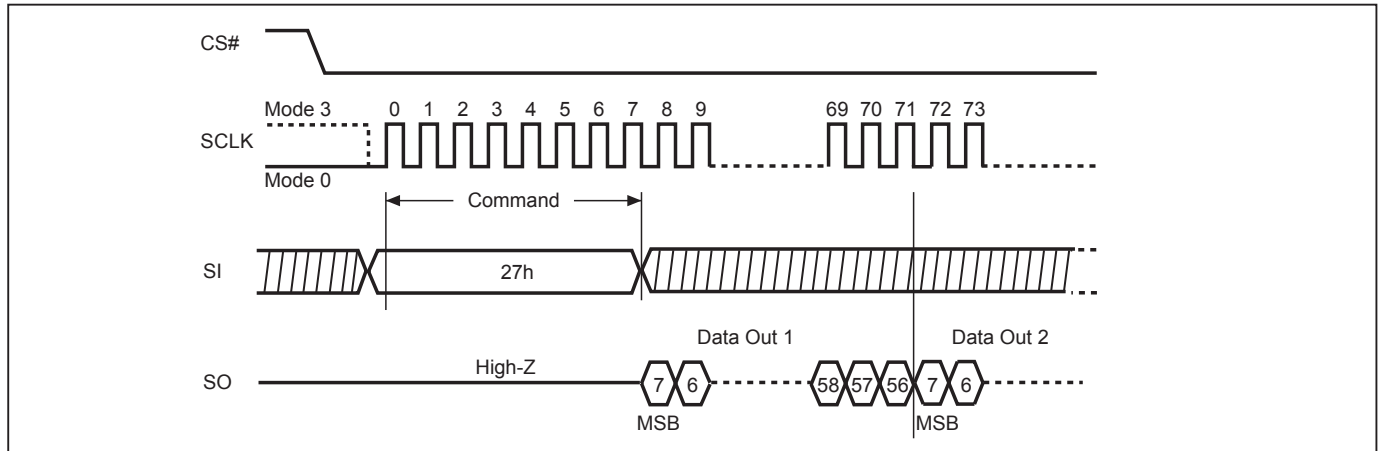 CS#
Mode 3
0 1 2 3 4 5 6 7 8 9 69 70 71 72 73
SCLK
Mode 0
Command
SI
27h
Data Out 1
Data Out 2
High-Z
SO
7 6 58 57 56 7 6
MSB
MSB